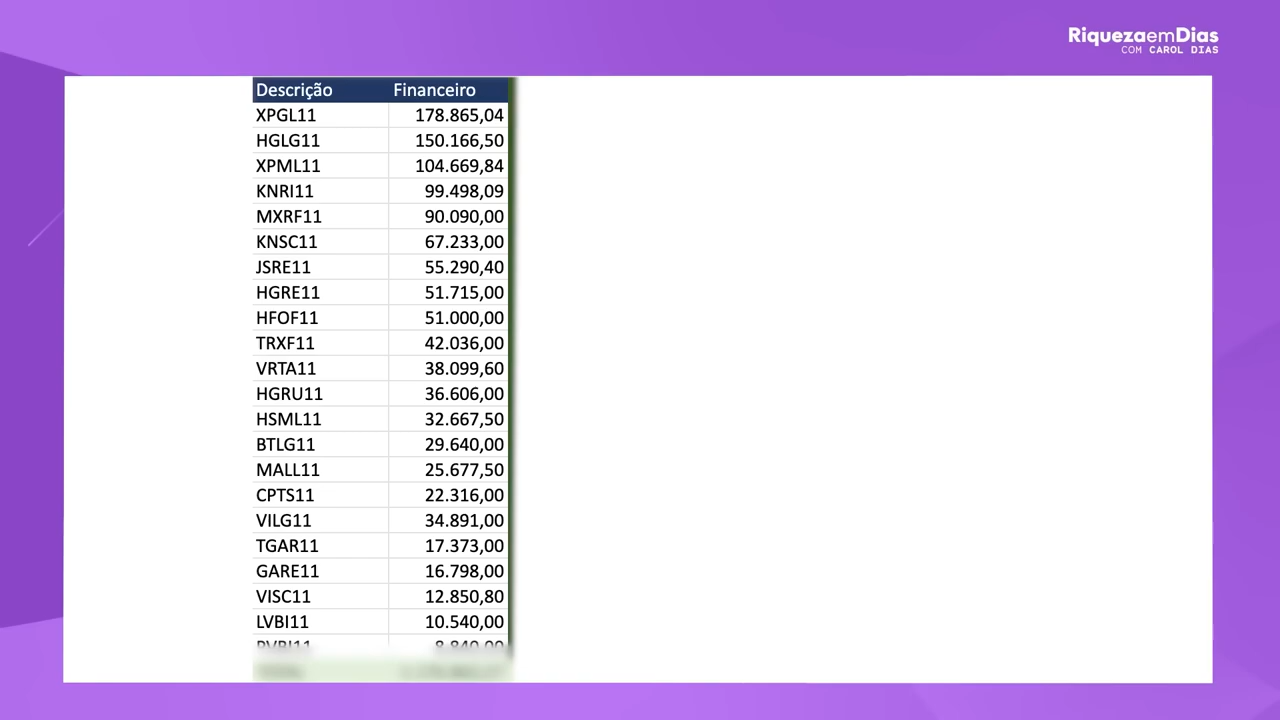 RiquezaemDias
COM CAROL DIAS
Descrição Financeiro
XPGL11 178.865,04
HGLG11 150.166,50
XPML11 104.669,84
KNRI11 99.498,09
MXRF11 90.090,00
KNSC11 67.233,00
JSRE11 55.290,40
HGRE11 51.715,00
HFOF11 51.000,00
TRXF11 42.036,00
VRTA11 38.099,60
HGRU11 36.606,00
HSML11 32.667,50
BTLG11 29.640,00
MALL11 25.677,50
CPTS11 22.316,00
VILG11 34.891,00
TGAR11 17.373,00
GARE11 16.798,00
VISC11 12.850,80
LVBI11 10.540,00